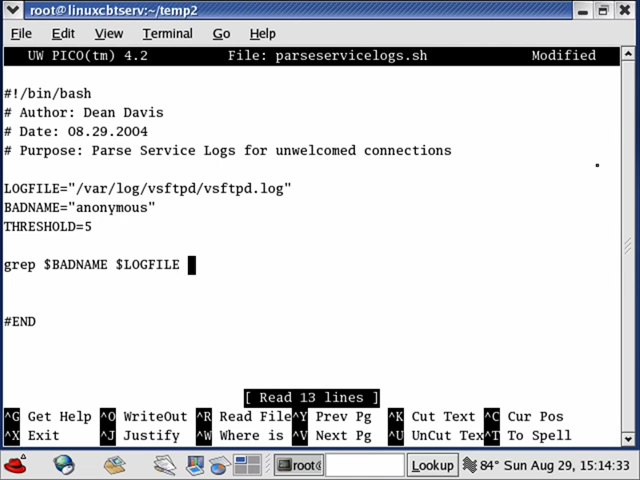 root@linuxcbtserv:~/temp2
File Edit View Terminal Go Help
UW PICO(tm) 4.2 File: parseservicelogs.sh Modified
#!/bin/bash
# Author: Dean Davis
# Date: 08.29.2004
# Purpose: Parse Service Logs for unwelcomed connections
LOGFILE="/var/log/vsftpd/vsftpd.log"
BADNAME="anonymous"
THRESHOLD=5
grep $BADNAME $LOGFILE
#END
[ Read 13 lines ]
^G Get Help ^O WriteOut ^R Read File ^Y Prev Pg ^K Cut Text ^C Cur Pos
^X Exit ^J Justify ^W Where is ^V Next Pg ^U UnCut Tex ^T To Spell
root@ Lookup 84° Sun Aug 29, 15:14:33